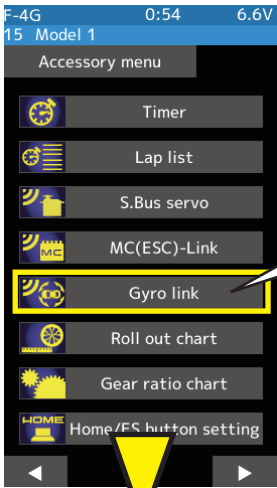 F-4G 0:54 6.6V
15 Model 1
Accessory menu
Timer
Lap list
S.Bus servo
MC
MC(ESC)-Link
Gyro link
Roll out chart
Gear ratio chart
HOME
Home/FS button setting